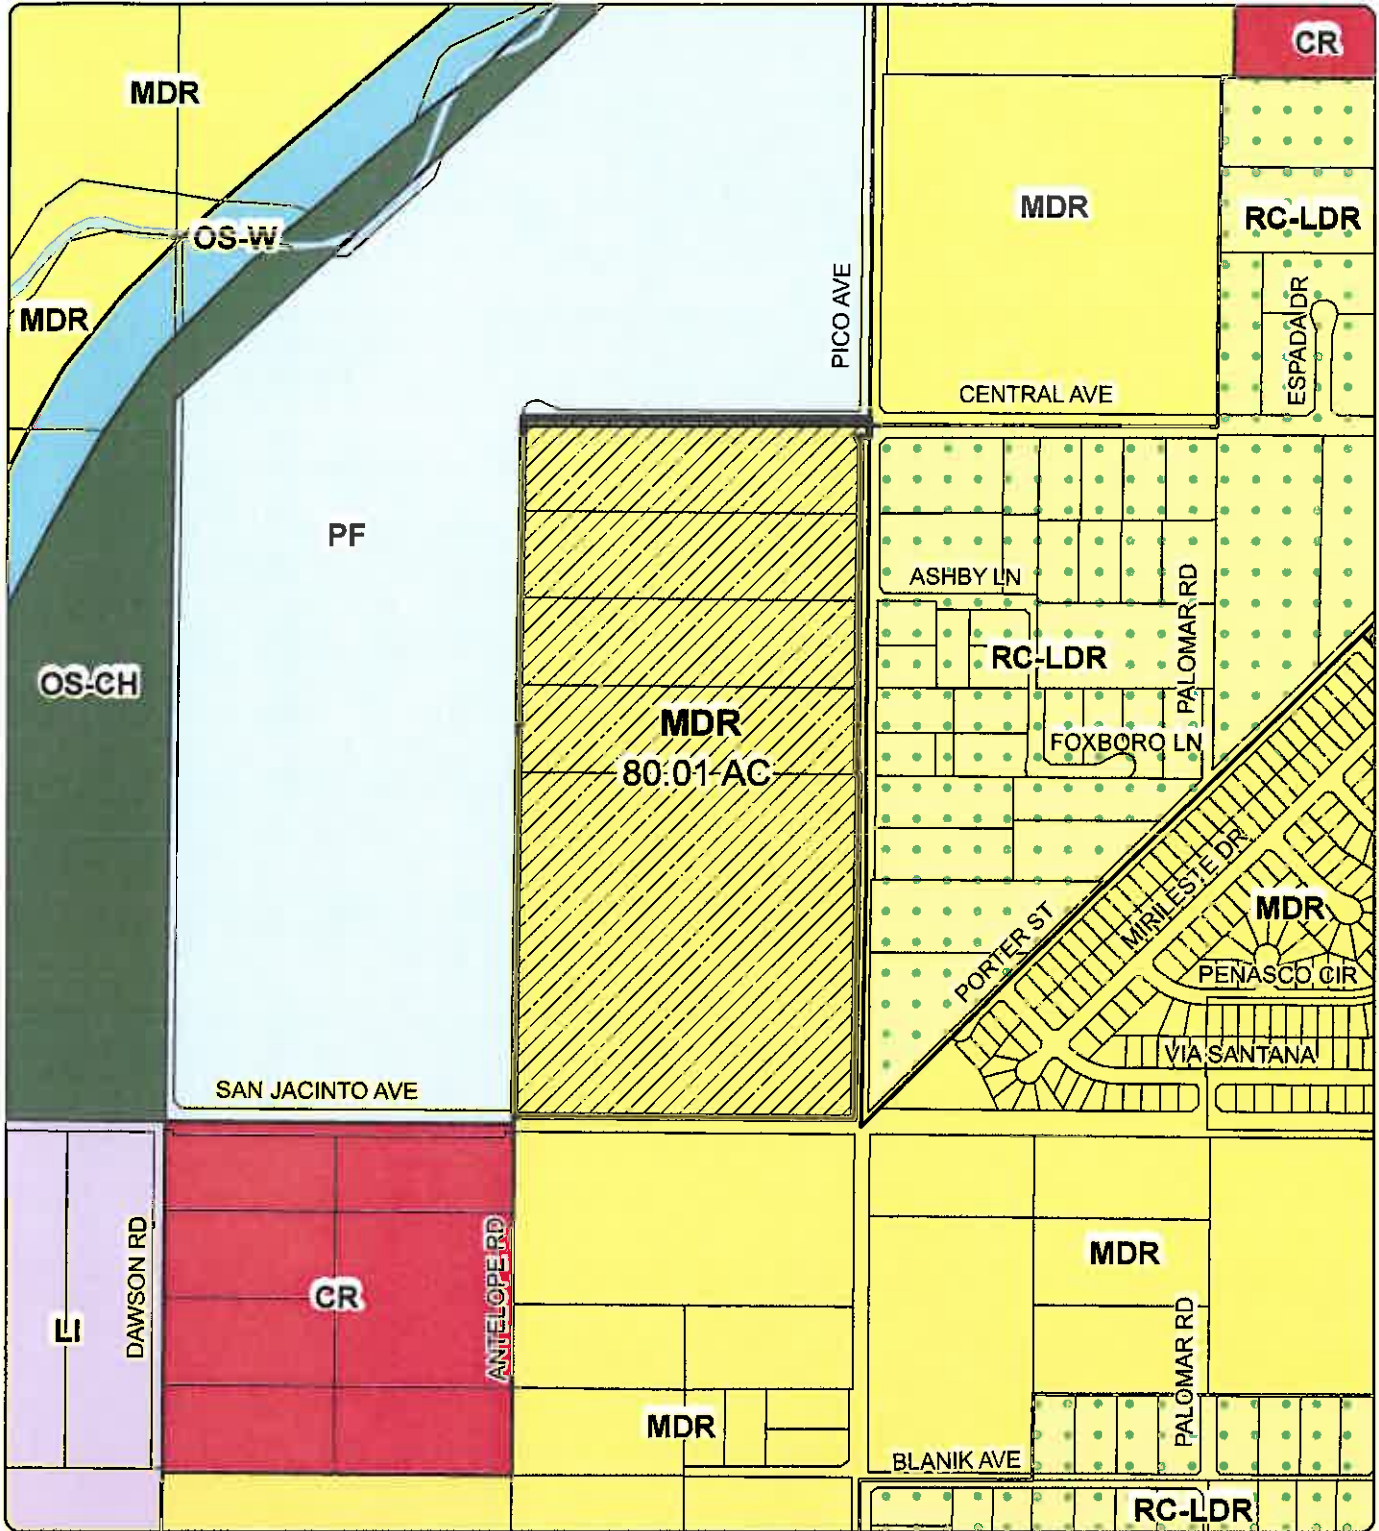 CR
MDR
MDR
RC-LDR
OS-W
MDR
PICO AVE
ESPADA DR
CENTRAL AVE
PF
ASHBY LN
PALOMAR RD
RC-LDR
OS-CH
MDR
80.01 AC
FOXBORO LN
MIRILESTE DR
MDR
PORTER ST
PENASCO CIR
VIA SANTANA
SAN JACINTO AVE
MDR
DAWSON RD
ANTELOPE RD
CR
LI
PALOMAR RD
MDR
BLANIK AVE
RC-LDR